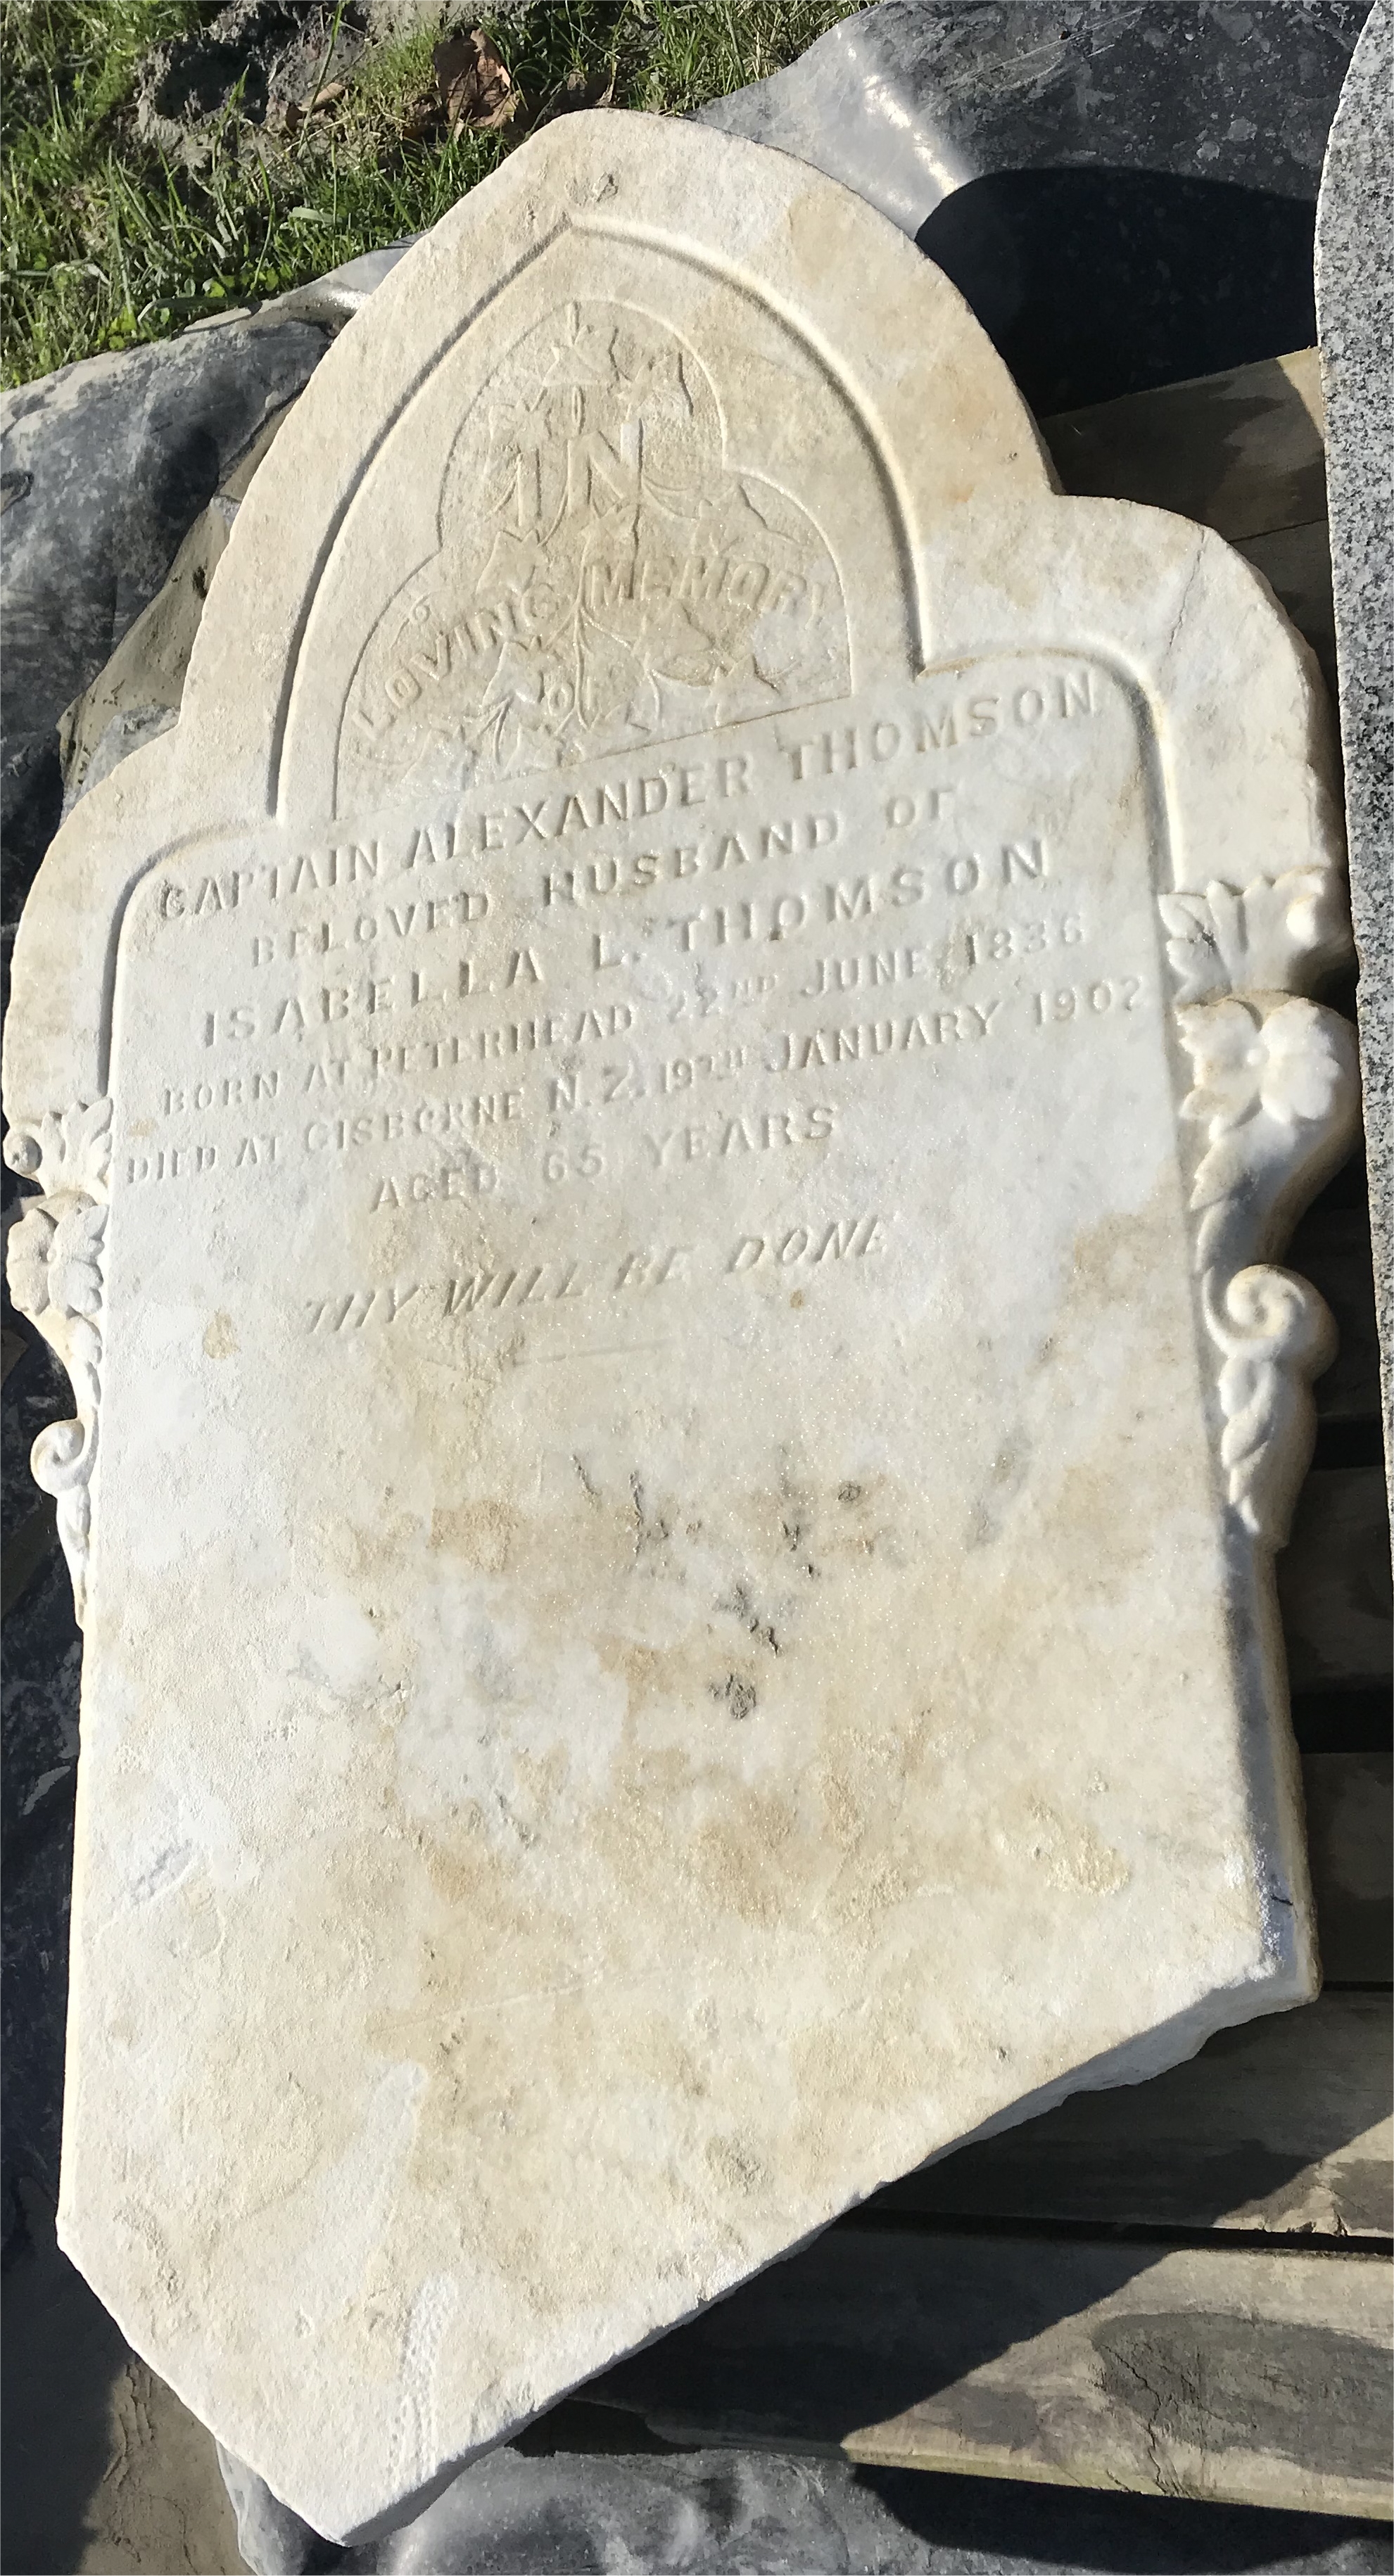 IN
LOVING MEMORY
OF
CAPTAIN ALEXANDER THOMSON
BELOVED HUSBAND OF
ISABELLA L. THOMSON
BORN AT PETERHEAD 22ND JUNE 1836
DIED AT GISBORNE N.Z. 19TH JANUARY 1902
AGED 65 YEARS
THY WILL BE DONE